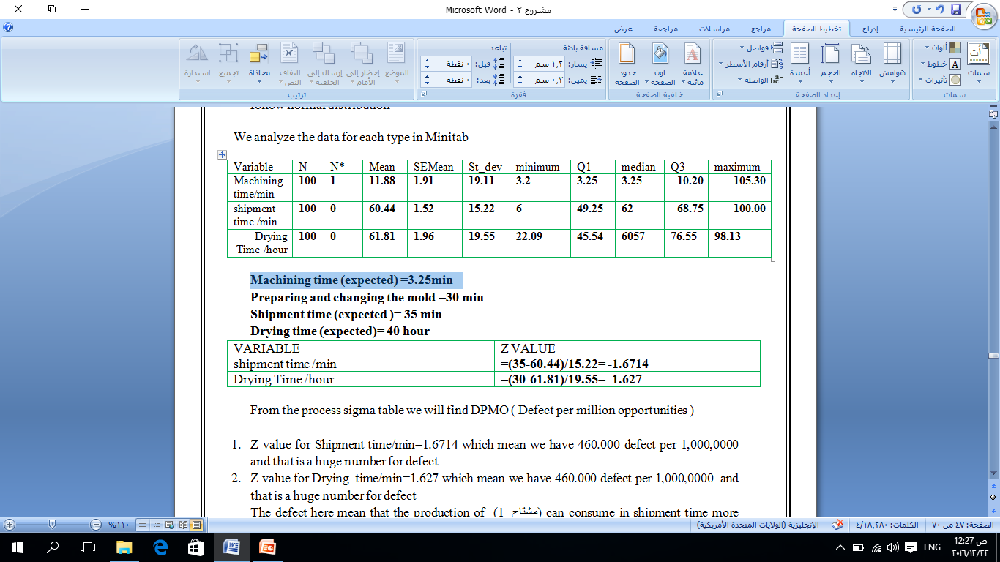 مشروع ٢ - Microsoft Word
الصفحة الرئيسية إدراج تخطيط الصفحة مراجع مراسلات مراجعة عرض
سمات
ألوان
خطوط
تأثيرات
سمات
هوامش
الاتجاه
الحجم
أعمدة
فواصل
أرقام الأسطر
الواصلة
إعداد الصفحة
علامة مائية
لون الصفحة
حدود الصفحة
خلفية الصفحة
مسافة بادئة
يسار: ١,٢ سم
يمين: ٠,٣ سم
تباعد
قبل: ٠ نقطة
بعد: ٠ نقطة
فقرة
الموضع
إحضار إلى الأمام
إرسال إلى الخلفية
التفاف النص
محاذاة
تجميع
استدارة
ترتيب
follow normal distribution
We analyze the data for each type in Minitab
Variable N N* Mean SEMean St_dev minimum Q1 median Q3 maximum
Machining time/min 100 1 11.88 1.91 19.11 3.2 3.25 3.25 10.20 105.30
shipment time /min 100 0 60.44 1.52 15.22 6 49.25 62 68.75 100.00
Drying Time /hour 100 0 61.81 1.96 19.55 22.09 45.54 6057 76.55 98.13
Machining time (expected) =3.25min
Preparing and changing the mold =30 min
Shipment time (expected )= 35 min
Drying time (expected)= 40 hour
VARIABLE Z VALUE
shipment time /min =(35-60.44)/15.22= -1.6714
Drying Time /hour =(30-61.81)/19.55= -1.627
From the process sigma table we will find DPMO ( Defect per million opportunities )
1. Z value for Shipment time/min=1.6714 which mean we have 460.000 defect per 1,000,0000
and that is a huge number for defect
2. Z value for Drying time/min=1.627 which mean we have 460.000 defect per 1,000,0000 and
that is a huge number for defect
The defect here mean that the production of (1 مشتاح) can consume in shipment time more
الصفحة: ٤٧ من ٧٠ الكلمات: ٤/١٨,٢٨٠ الإنجليزية (الولايات المتحدة الأمريكية) ١١٠%
ENG
12:27 ص
٢٠١٦/١٢/٢٢